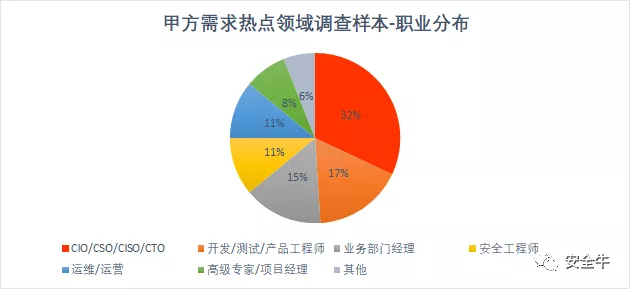 甲方需求热点领域调查样本-职业分布
6%
8%
32%
11%
11%
17%
15%
CIO/CSO/CISO/CTO 开发/测试/产品工程师 业务部门经理 安全工程师
运维/运营 高级专家/项目经理 其他
安全牛